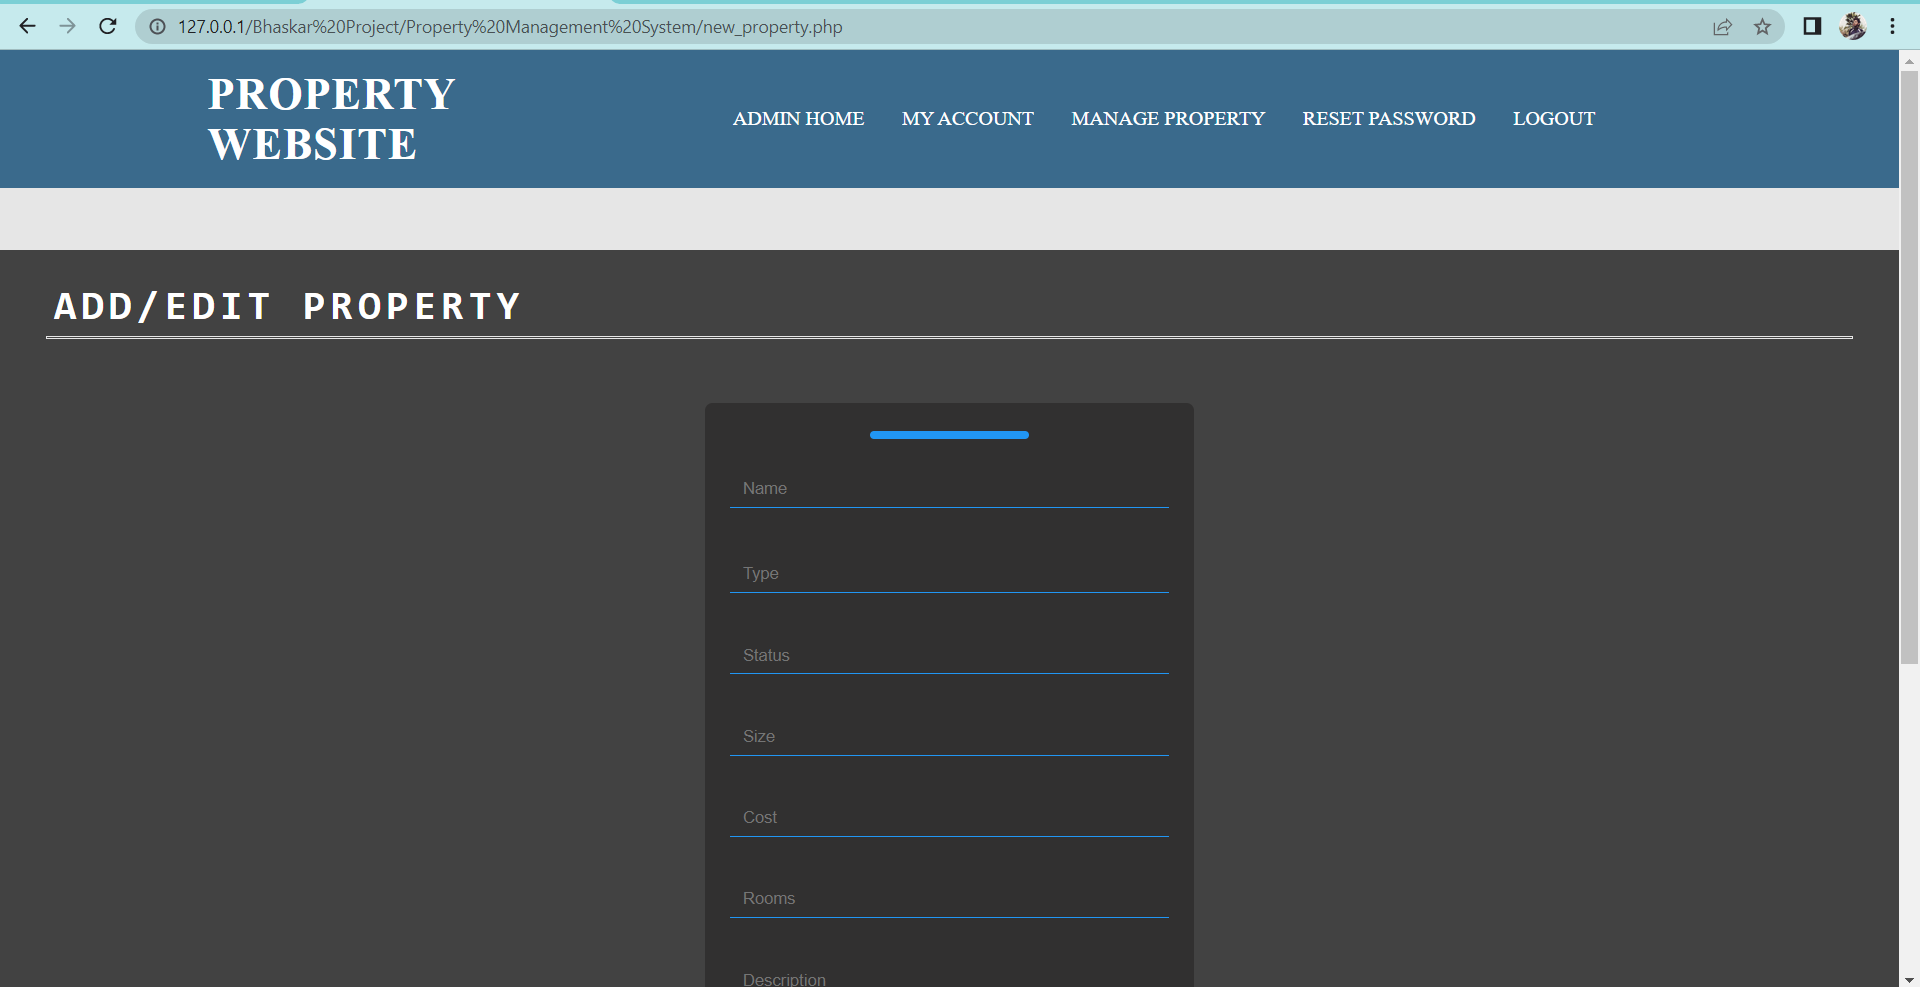 127.0.0.1/Bhaskar%20Project/Property%20Management%20System/new_property.php
PROPERTY
WEBSITE
ADMIN HOME MY ACCOUNT MANAGE PROPERTY RESET PASSWORD LOGOUT
ADD/EDIT PROPERTY
Name
Type
Status
Size
Cost
Rooms
Description